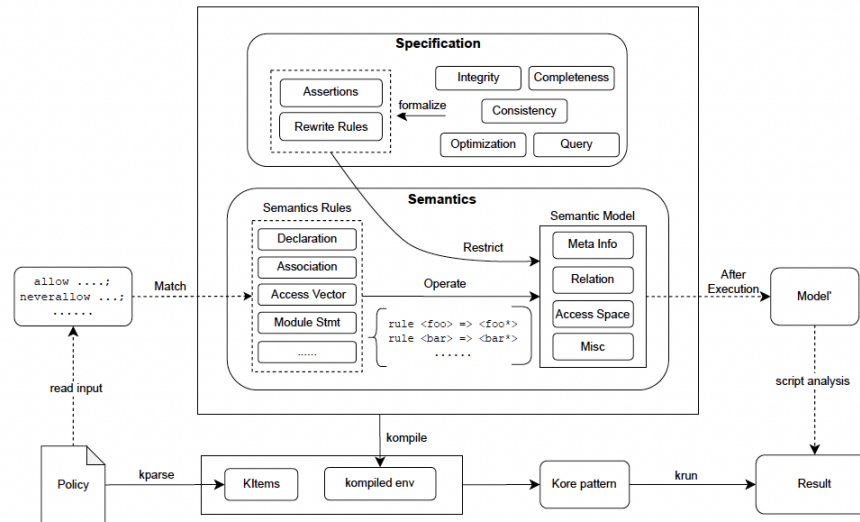 Specification
Assertions
Rewrite Rules
formalize
Integrity
Completeness
Consistency
Optimization
Query
Semantics
Semantics Rules
Declaration
Association
Access Vector
Module Stmt
......
Restrict
Operate
rule <foo> => <foo*>
rule <bar> => <bar*>
......
Semantic Model
Meta Info
Relation
Access Space
Misc
allow ....;
neverallow ...;
......
Match
After
Execution
Model'
read input
script analysis
kompile
Policy
kparse
KItems
kompiled env
Kore pattern
krun
Result